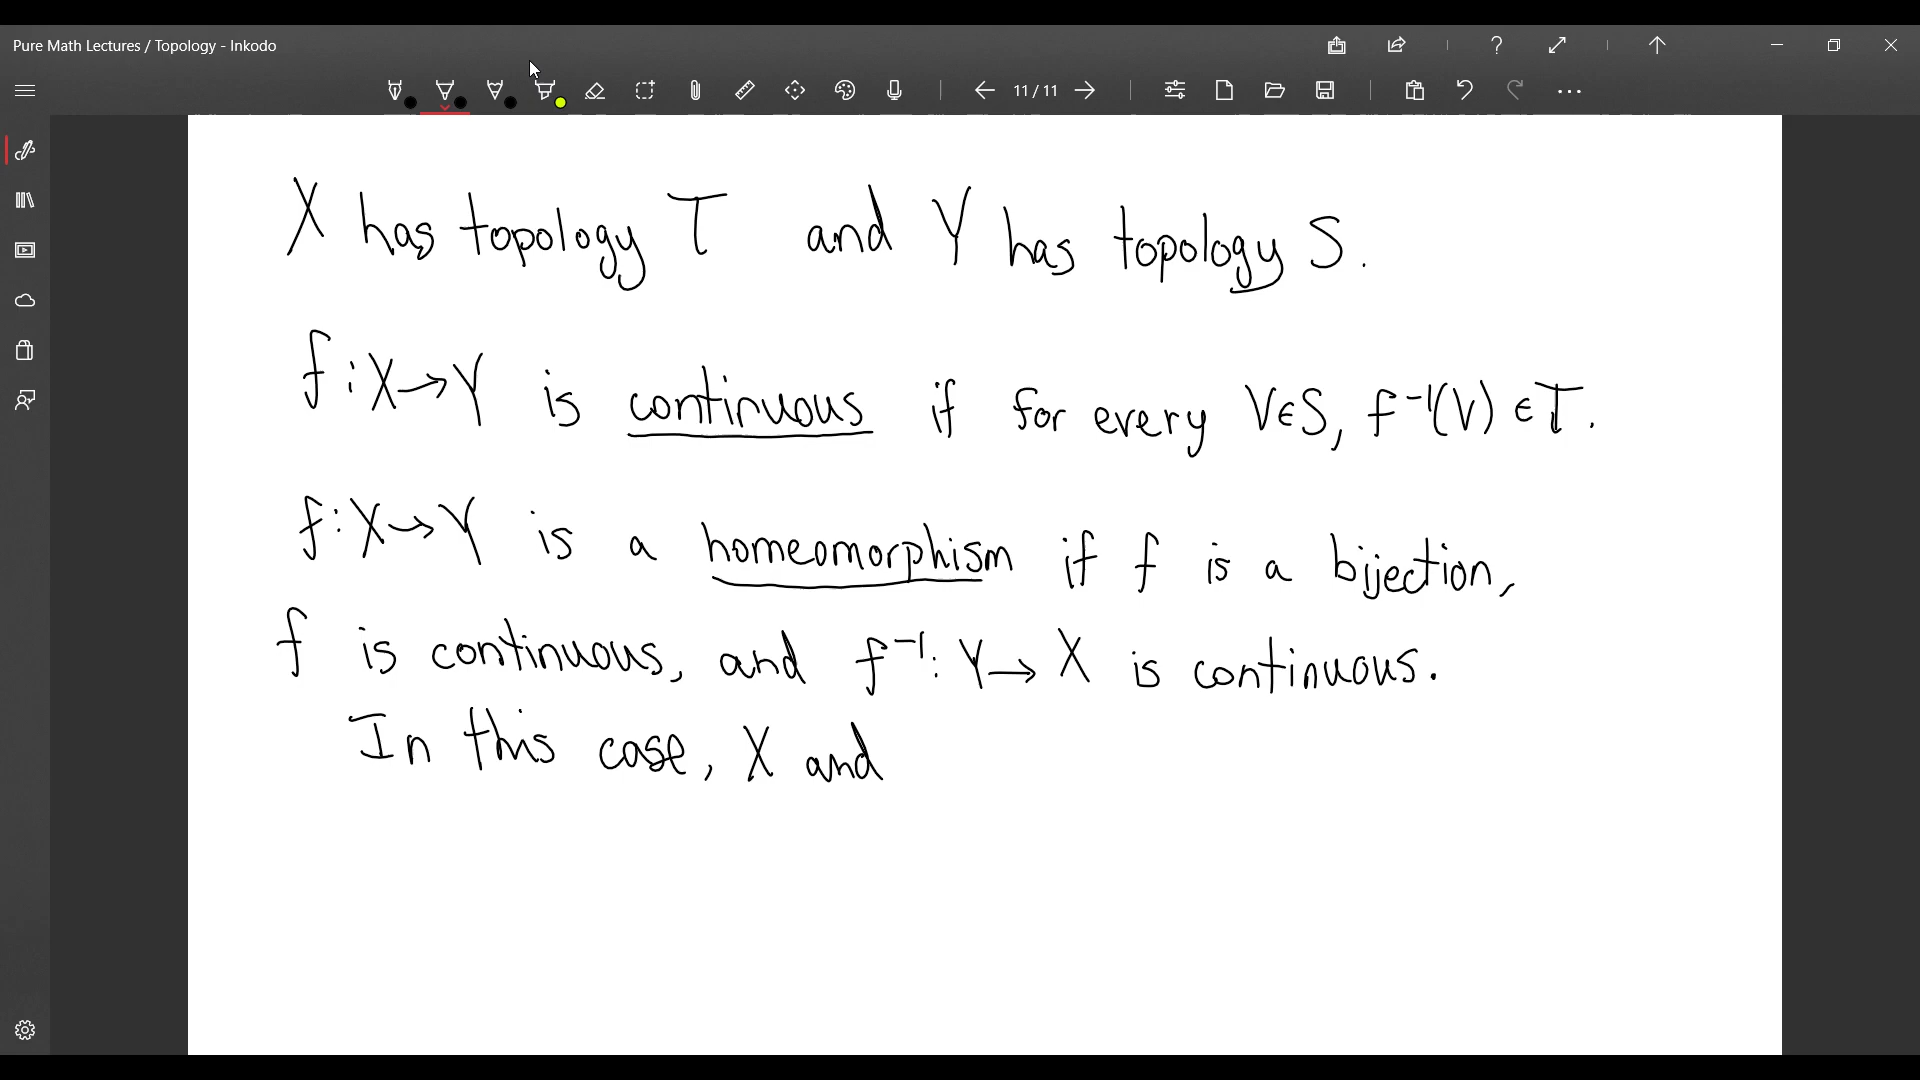 Pure Math Lectures / Topology - Inkodo
11 / 11
X has topology T and Y has topology S.
f:X→Y is continuous if for every V∈S, f⁻¹(V) ∈ T.
f:X→Y is a homeomorphism if f is a bijection,
f is continuous, and f⁻¹: Y→X is continuous.
In this case, X and